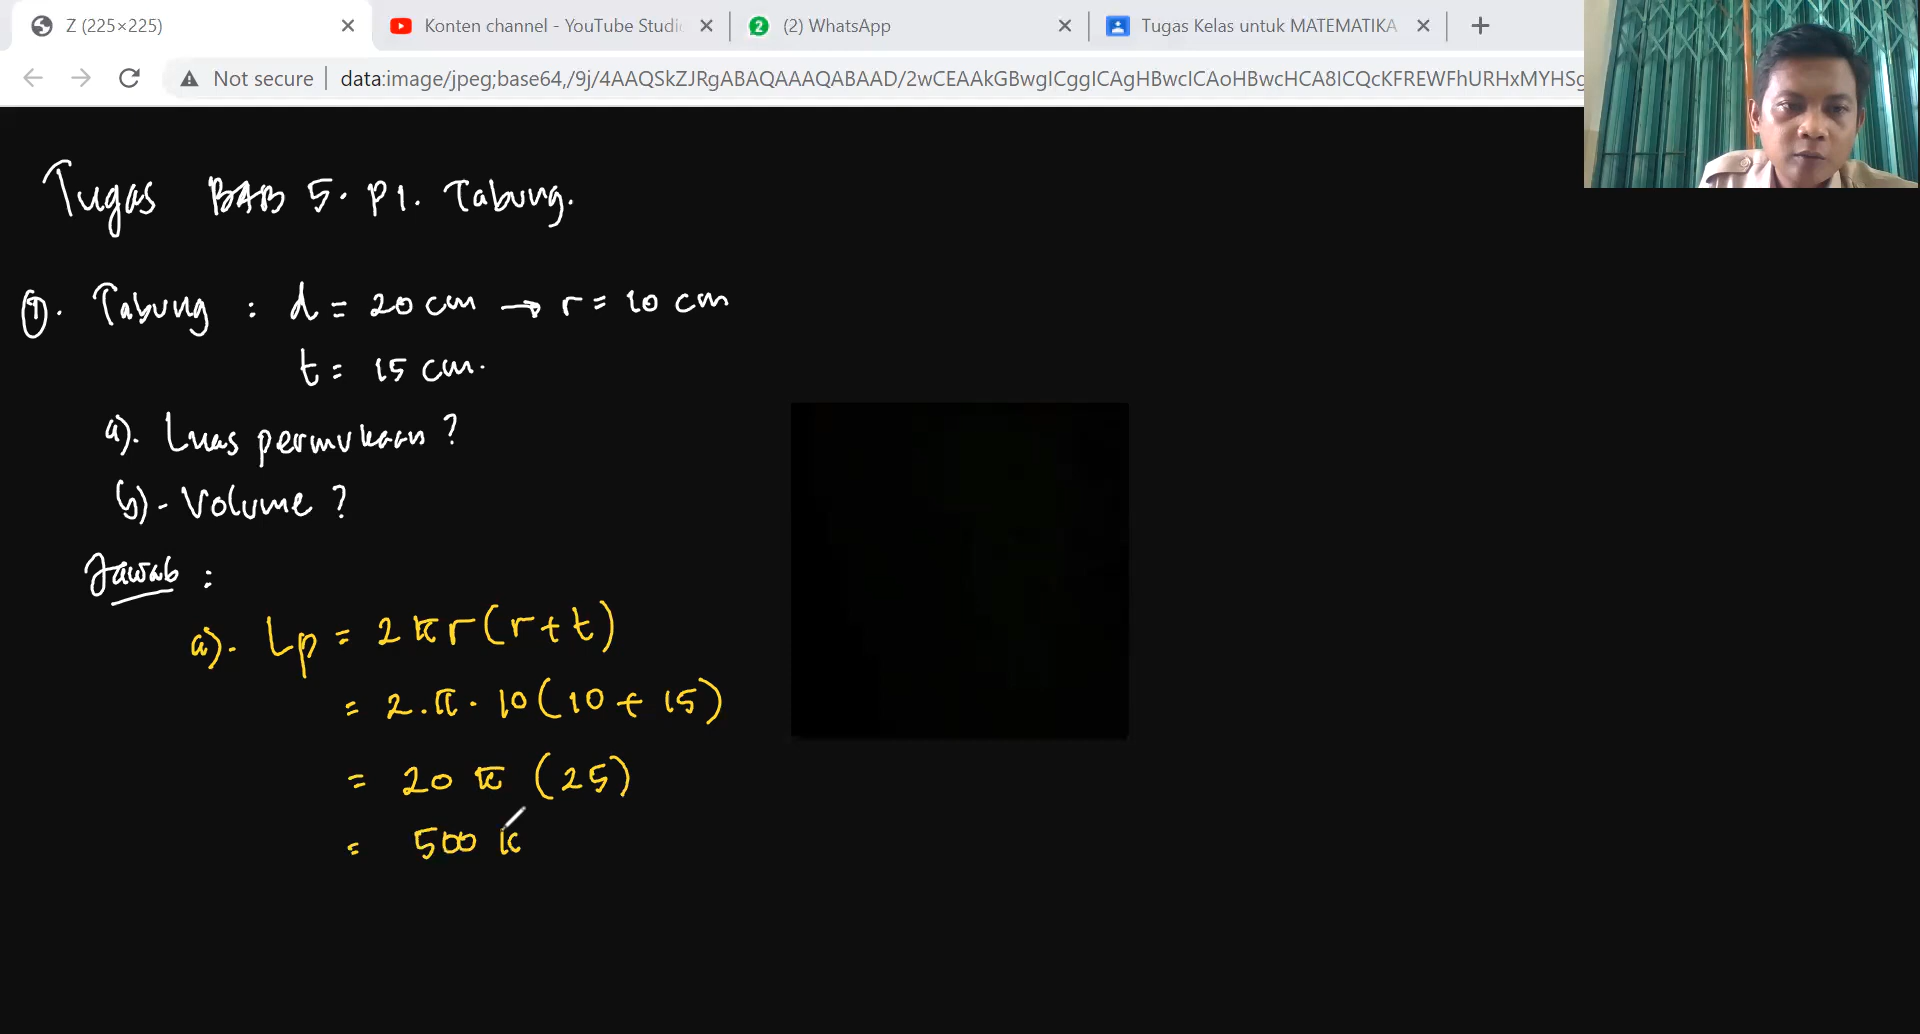 Z (225×225)
Konten channel - YouTube Studi
(2) WhatsApp
Tugas Kelas untuk MATEMATIKA
Not secure
data:image/jpeg;base64,/9j/4AAQSkZJRgABAQAAAQABAAD/2wCEAAkGBwgICggICAgHBwcICAoHBwcHCA8ICQcKFREWFhURHxMYHSg
Tugas BAB 5. P1. Tabung.
1. Tabung : d = 20 cm → r = 10 cm
t = 15 cm.
a). Luas permukaan ?
b). Volume ?
Jawab :
a). Lp = 2πr(r+t)
= 2.π.10(10+15)
= 20π (25)
= 500π